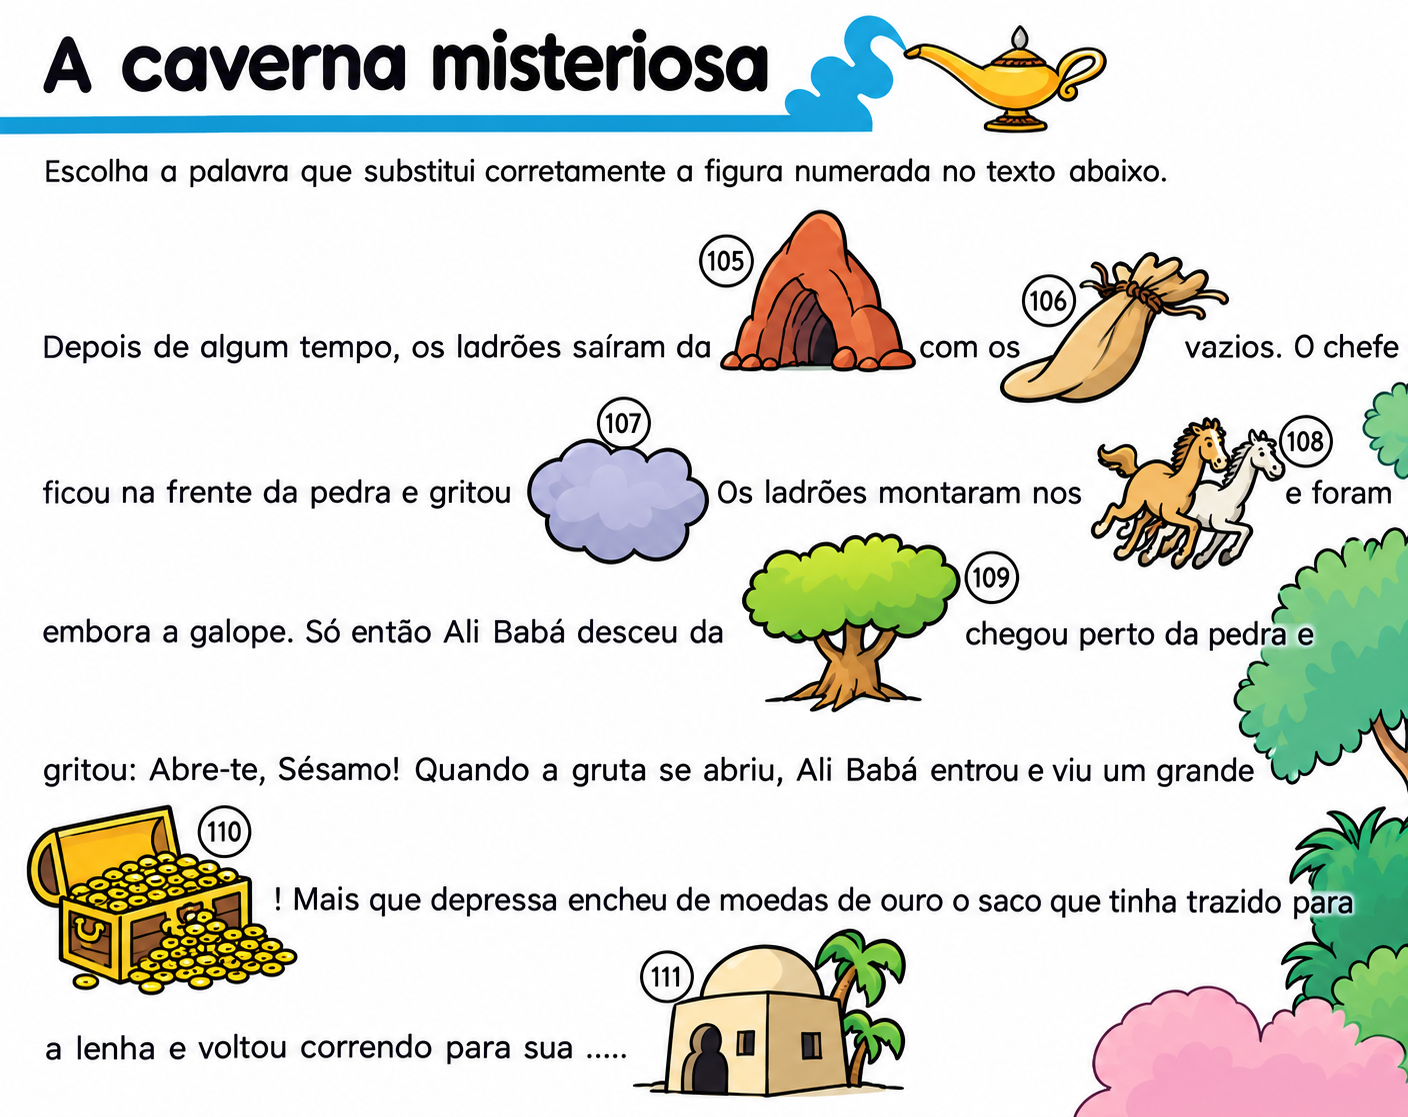 A caverna misteriosa
Escolha a palavra que substitui corretamente a figura numerada no texto abaixo.
105
106
Depois de algum tempo, os ladrões saíram da com os vazios. O chefe
107
108
ficou na frente da pedra e gritou Os ladrões montaram nos e foram
109
embora a galope. Só então Ali Babá desceu da chegou perto da pedra e
gritou: Abre-te, Sésamo! Quando a gruta se abriu, Ali Babá entrou e viu um grande
110
! Mais que depressa encheu de moedas de ouro o saco que tinha trazido para
111
a lenha e voltou correndo para sua .....